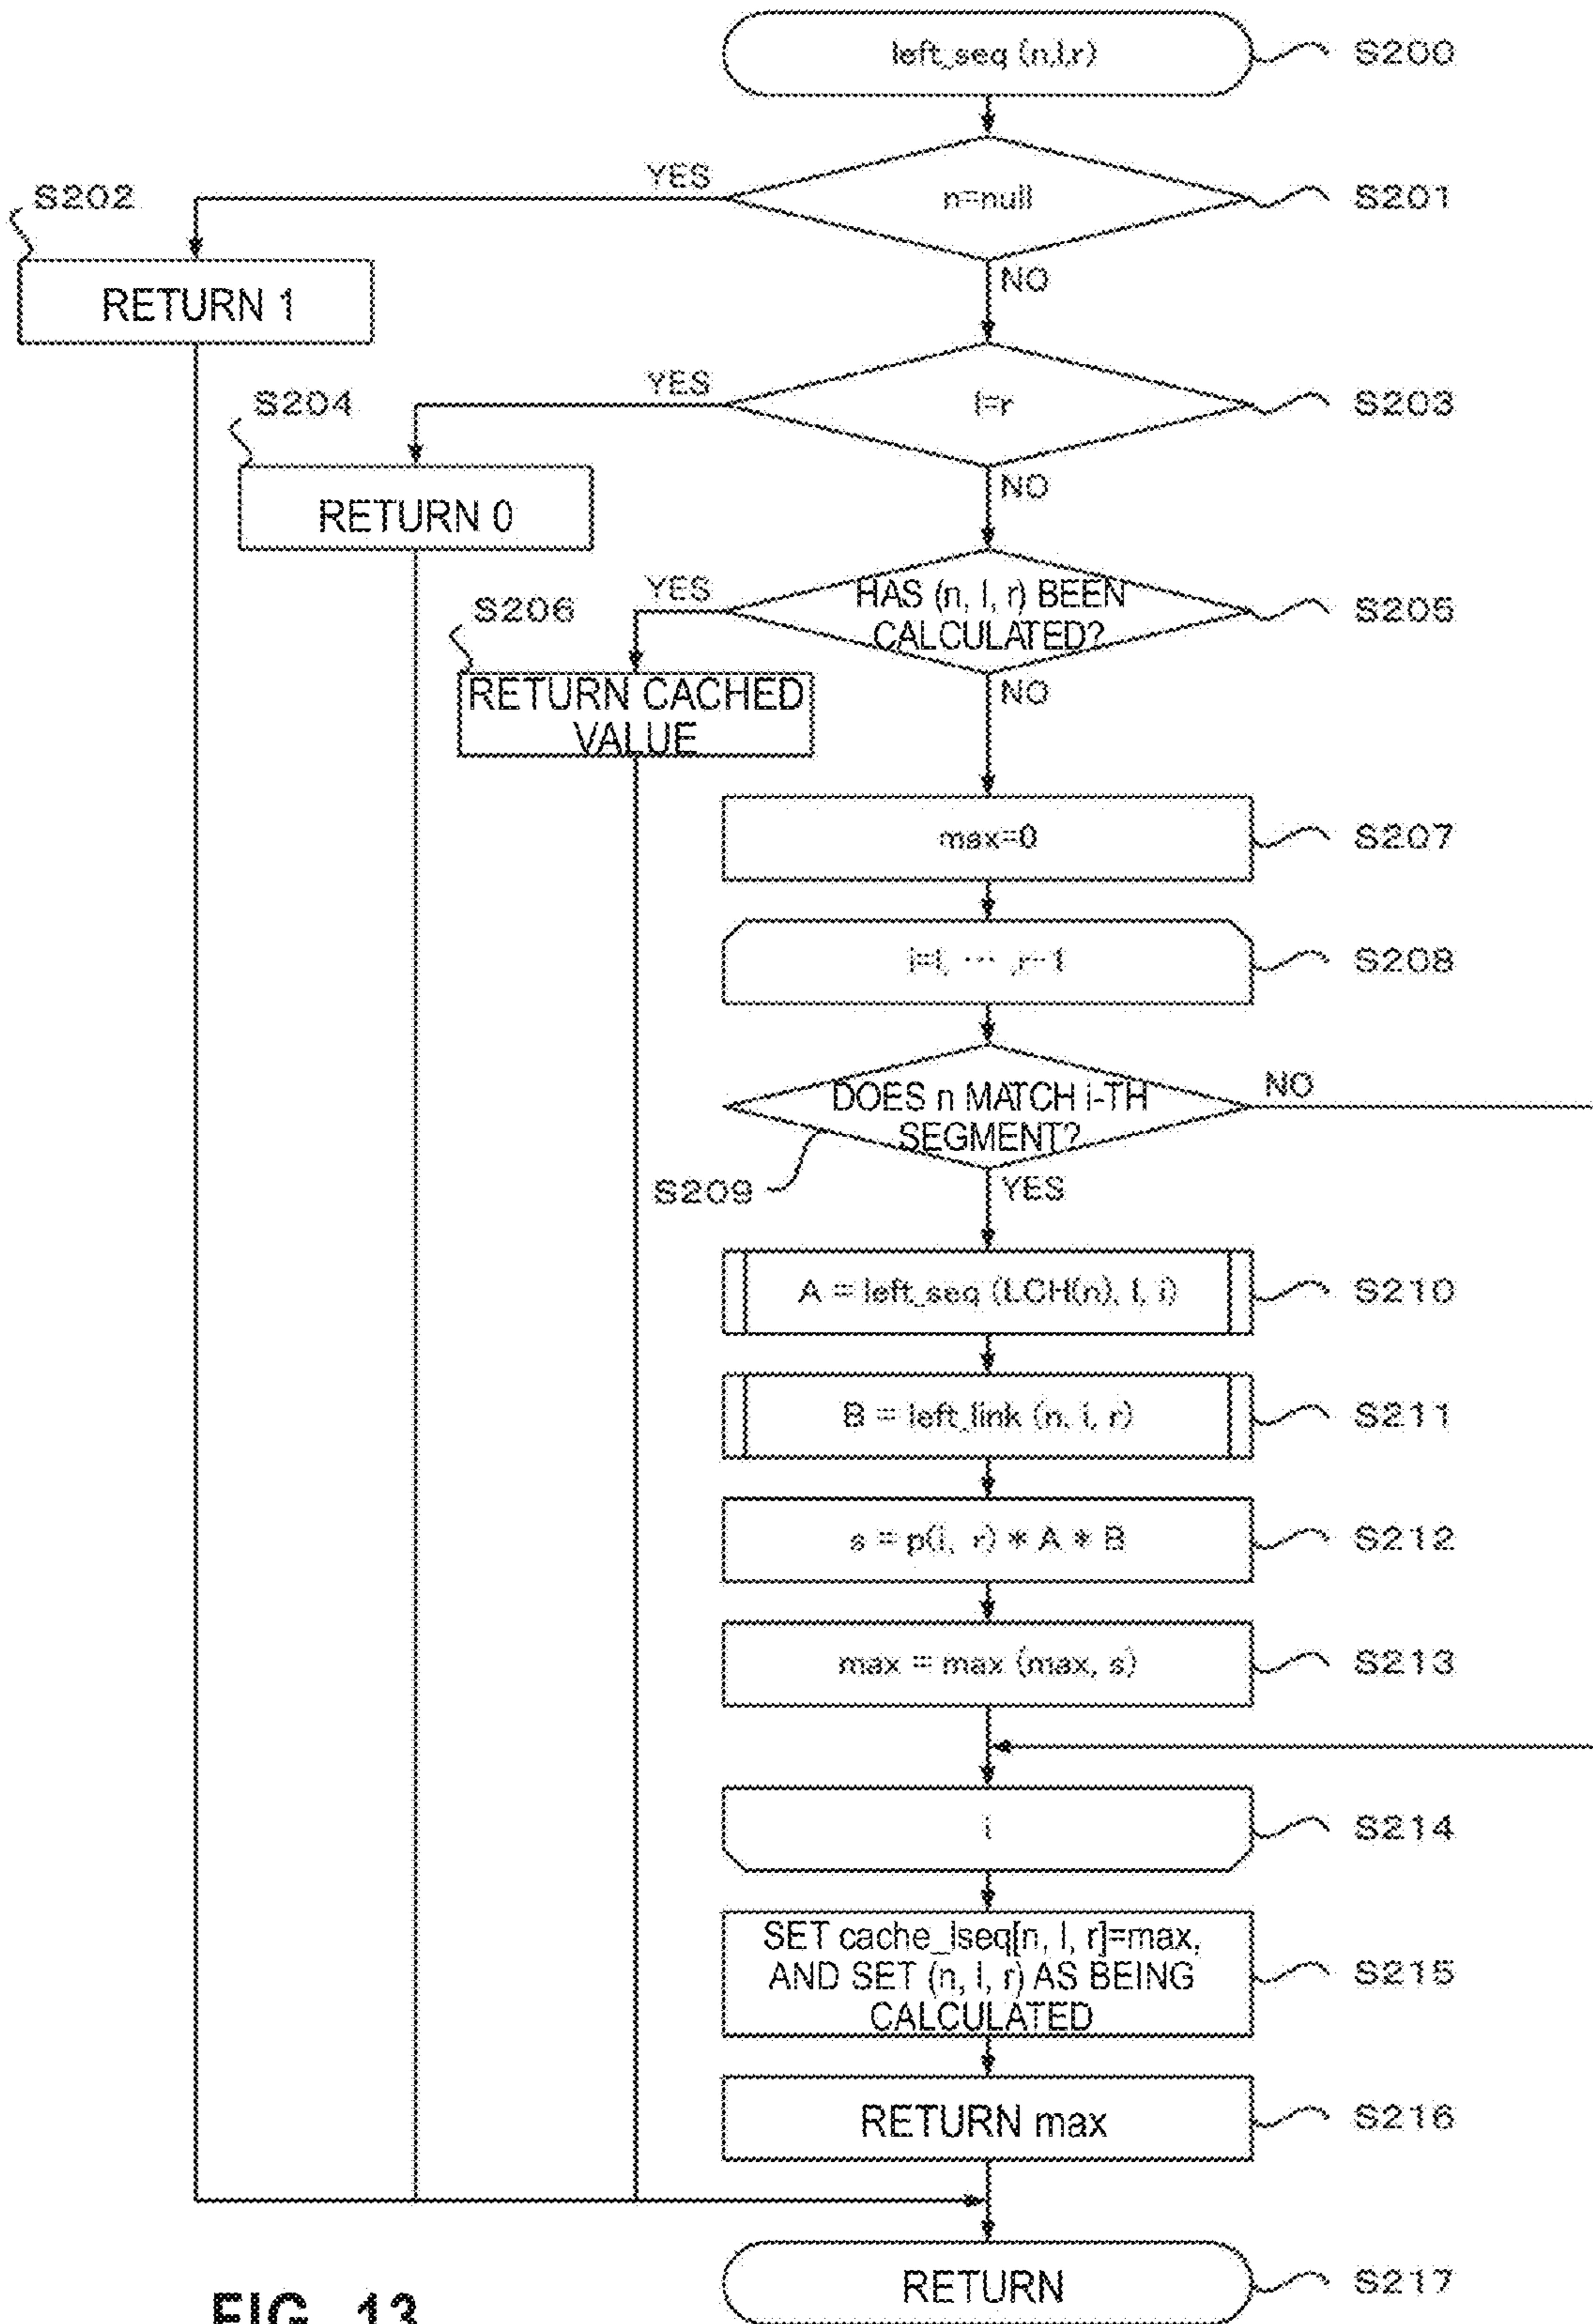 left_seq (n,l,r)
S200
YES
n=null
S201
S202
RETURN 1
NO
YES
l=r
S203
S204
RETURN 0
NO
YES
HAS (n, l, r) BEEN
CALCULATED?
S205
S206
RETURN CACHED
VALUE
NO
max=0
S207
i=l, ··· ,r-1
S208
DOES n MATCH i-TH
SEGMENT?
NO
S209
YES
A = left_seq (LCH(n), l, i)
S210
B = left_link (n, i, r)
S211
s = p(i, r) * A * B
S212
max = max (max, s)
S213
i
S214
SET cache_lseq[n, l, r]=max,
AND SET (n, l, r) AS BEING
CALCULATED
S215
RETURN max
S216
RETURN
S217
FIG. 13